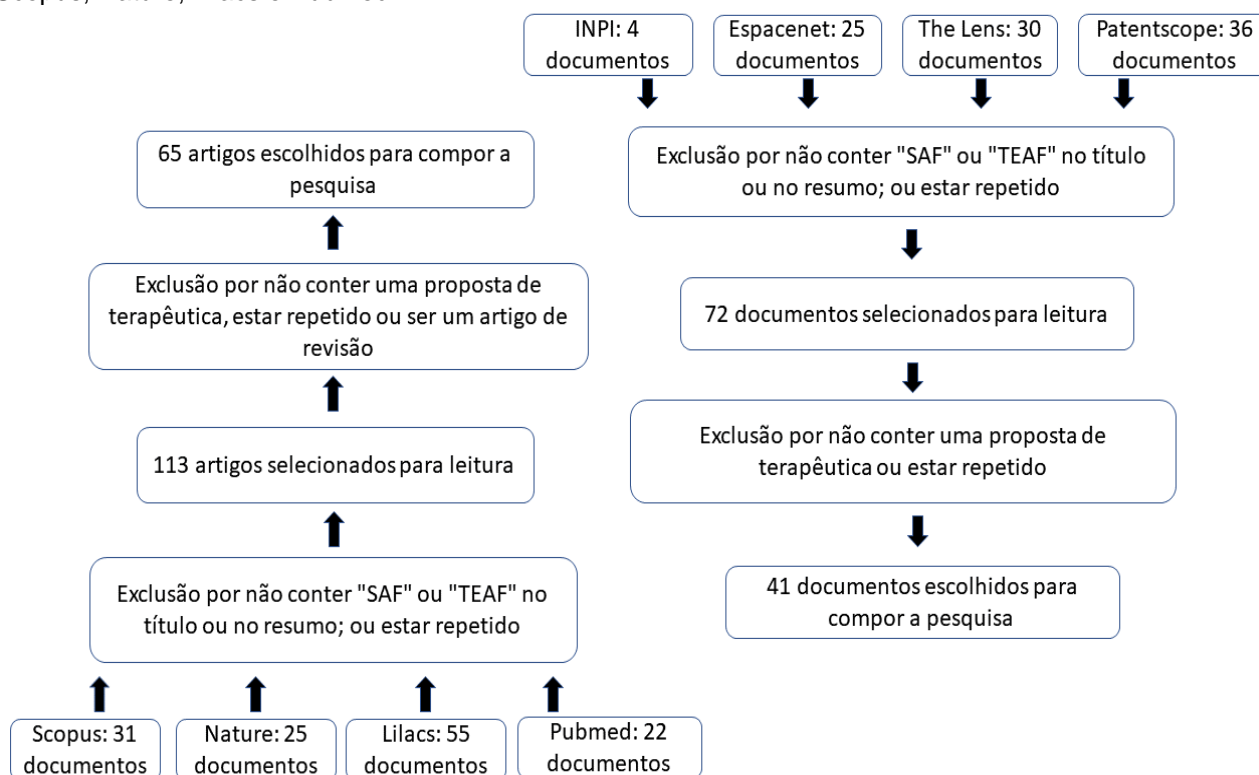 INPI: 4
documentos
Espacenet: 25
documentos
The Lens: 30
documentos
Patentscope: 36
documentos
65 artigos escolhidos para compor a
pesquisa
Exclusão por não conter "SAF" ou "TEAF" no título
ou no resumo; ou estar repetido
Exclusão por não conter uma proposta de
terapêutica, estar repetido ou ser um artigo de
revisão
72 documentos selecionados para leitura
113 artigos selecionados para leitura
Exclusão por não conter uma proposta de
terapêutica ou estar repetido
Exclusão por não conter "SAF" ou "TEAF" no
título ou no resumo; ou estar repetido
41 documentos escolhidos para
compor a pesquisa
Scopus: 31
documentos
Nature: 25
documentos
Lilacs: 55
documentos
Pubmed: 22
documentos